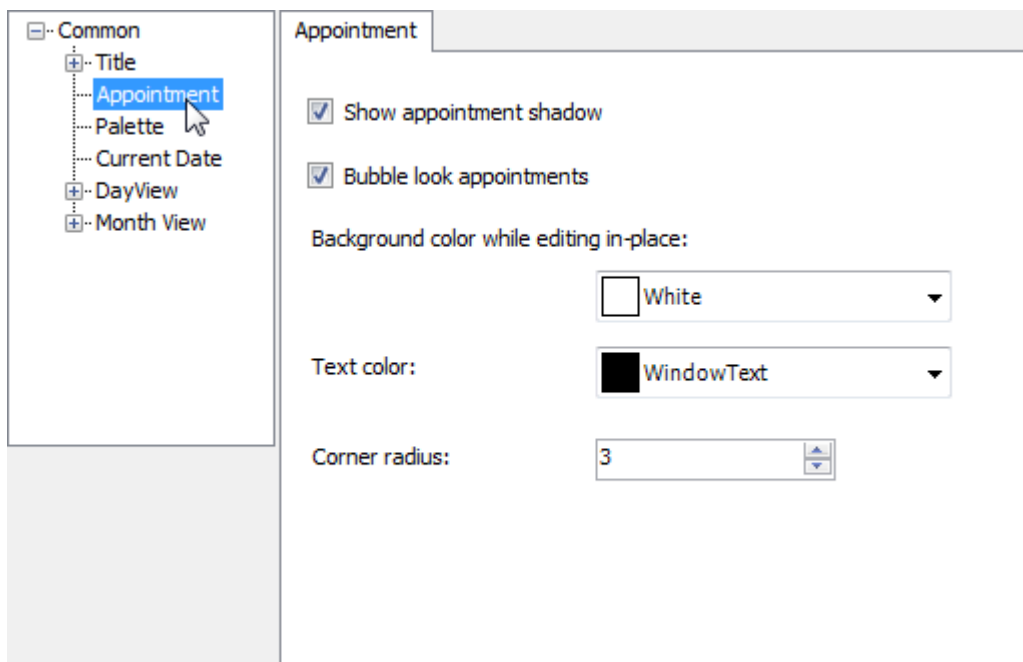 Common
Title
Appointment
Palette
Current Date
DayView
Month View
Appointment
Show appointment shadow
Bubble look appointments
Background color while editing in-place:
White
Text color:
WindowText
Corner radius:
3